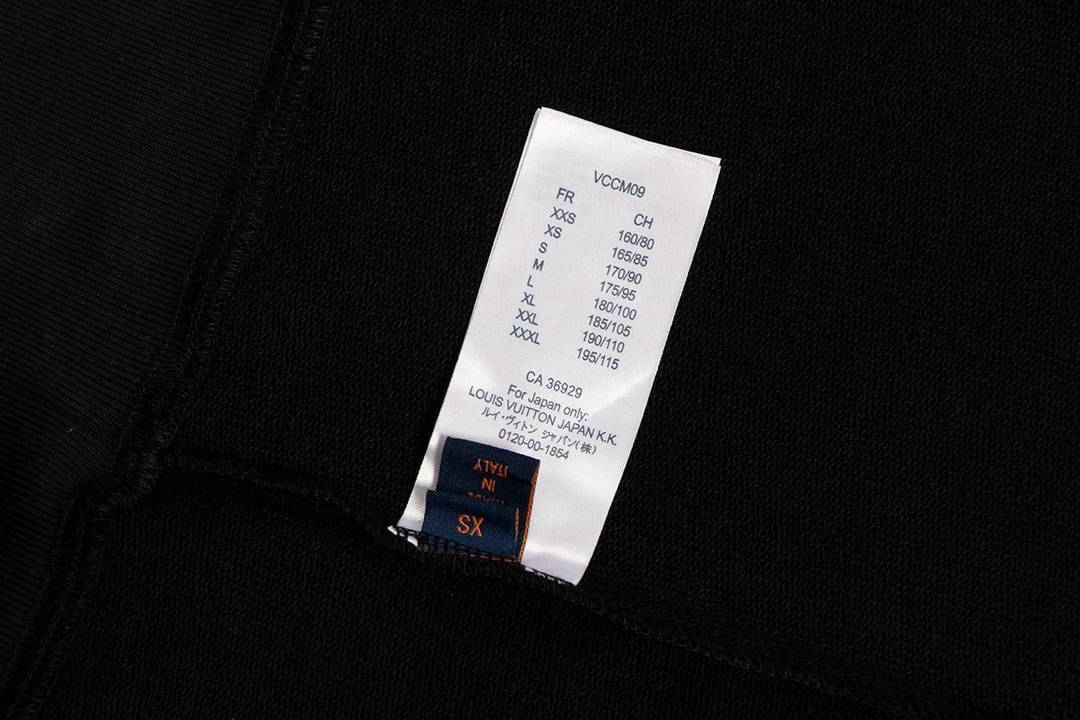 VCCM09
FR CH
XXS 160/80
XS 165/85
S 170/90
M 175/95
L 180/100
XL 185/105
XXL 190/110
XXXL 195/115
CA 36929
For Japan only:
LOUIS VUITTON JAPAN K.K.
ルイ・ヴィトン ジャパン(株)
0120-00-1854
MADE
IN
ITALY
XS